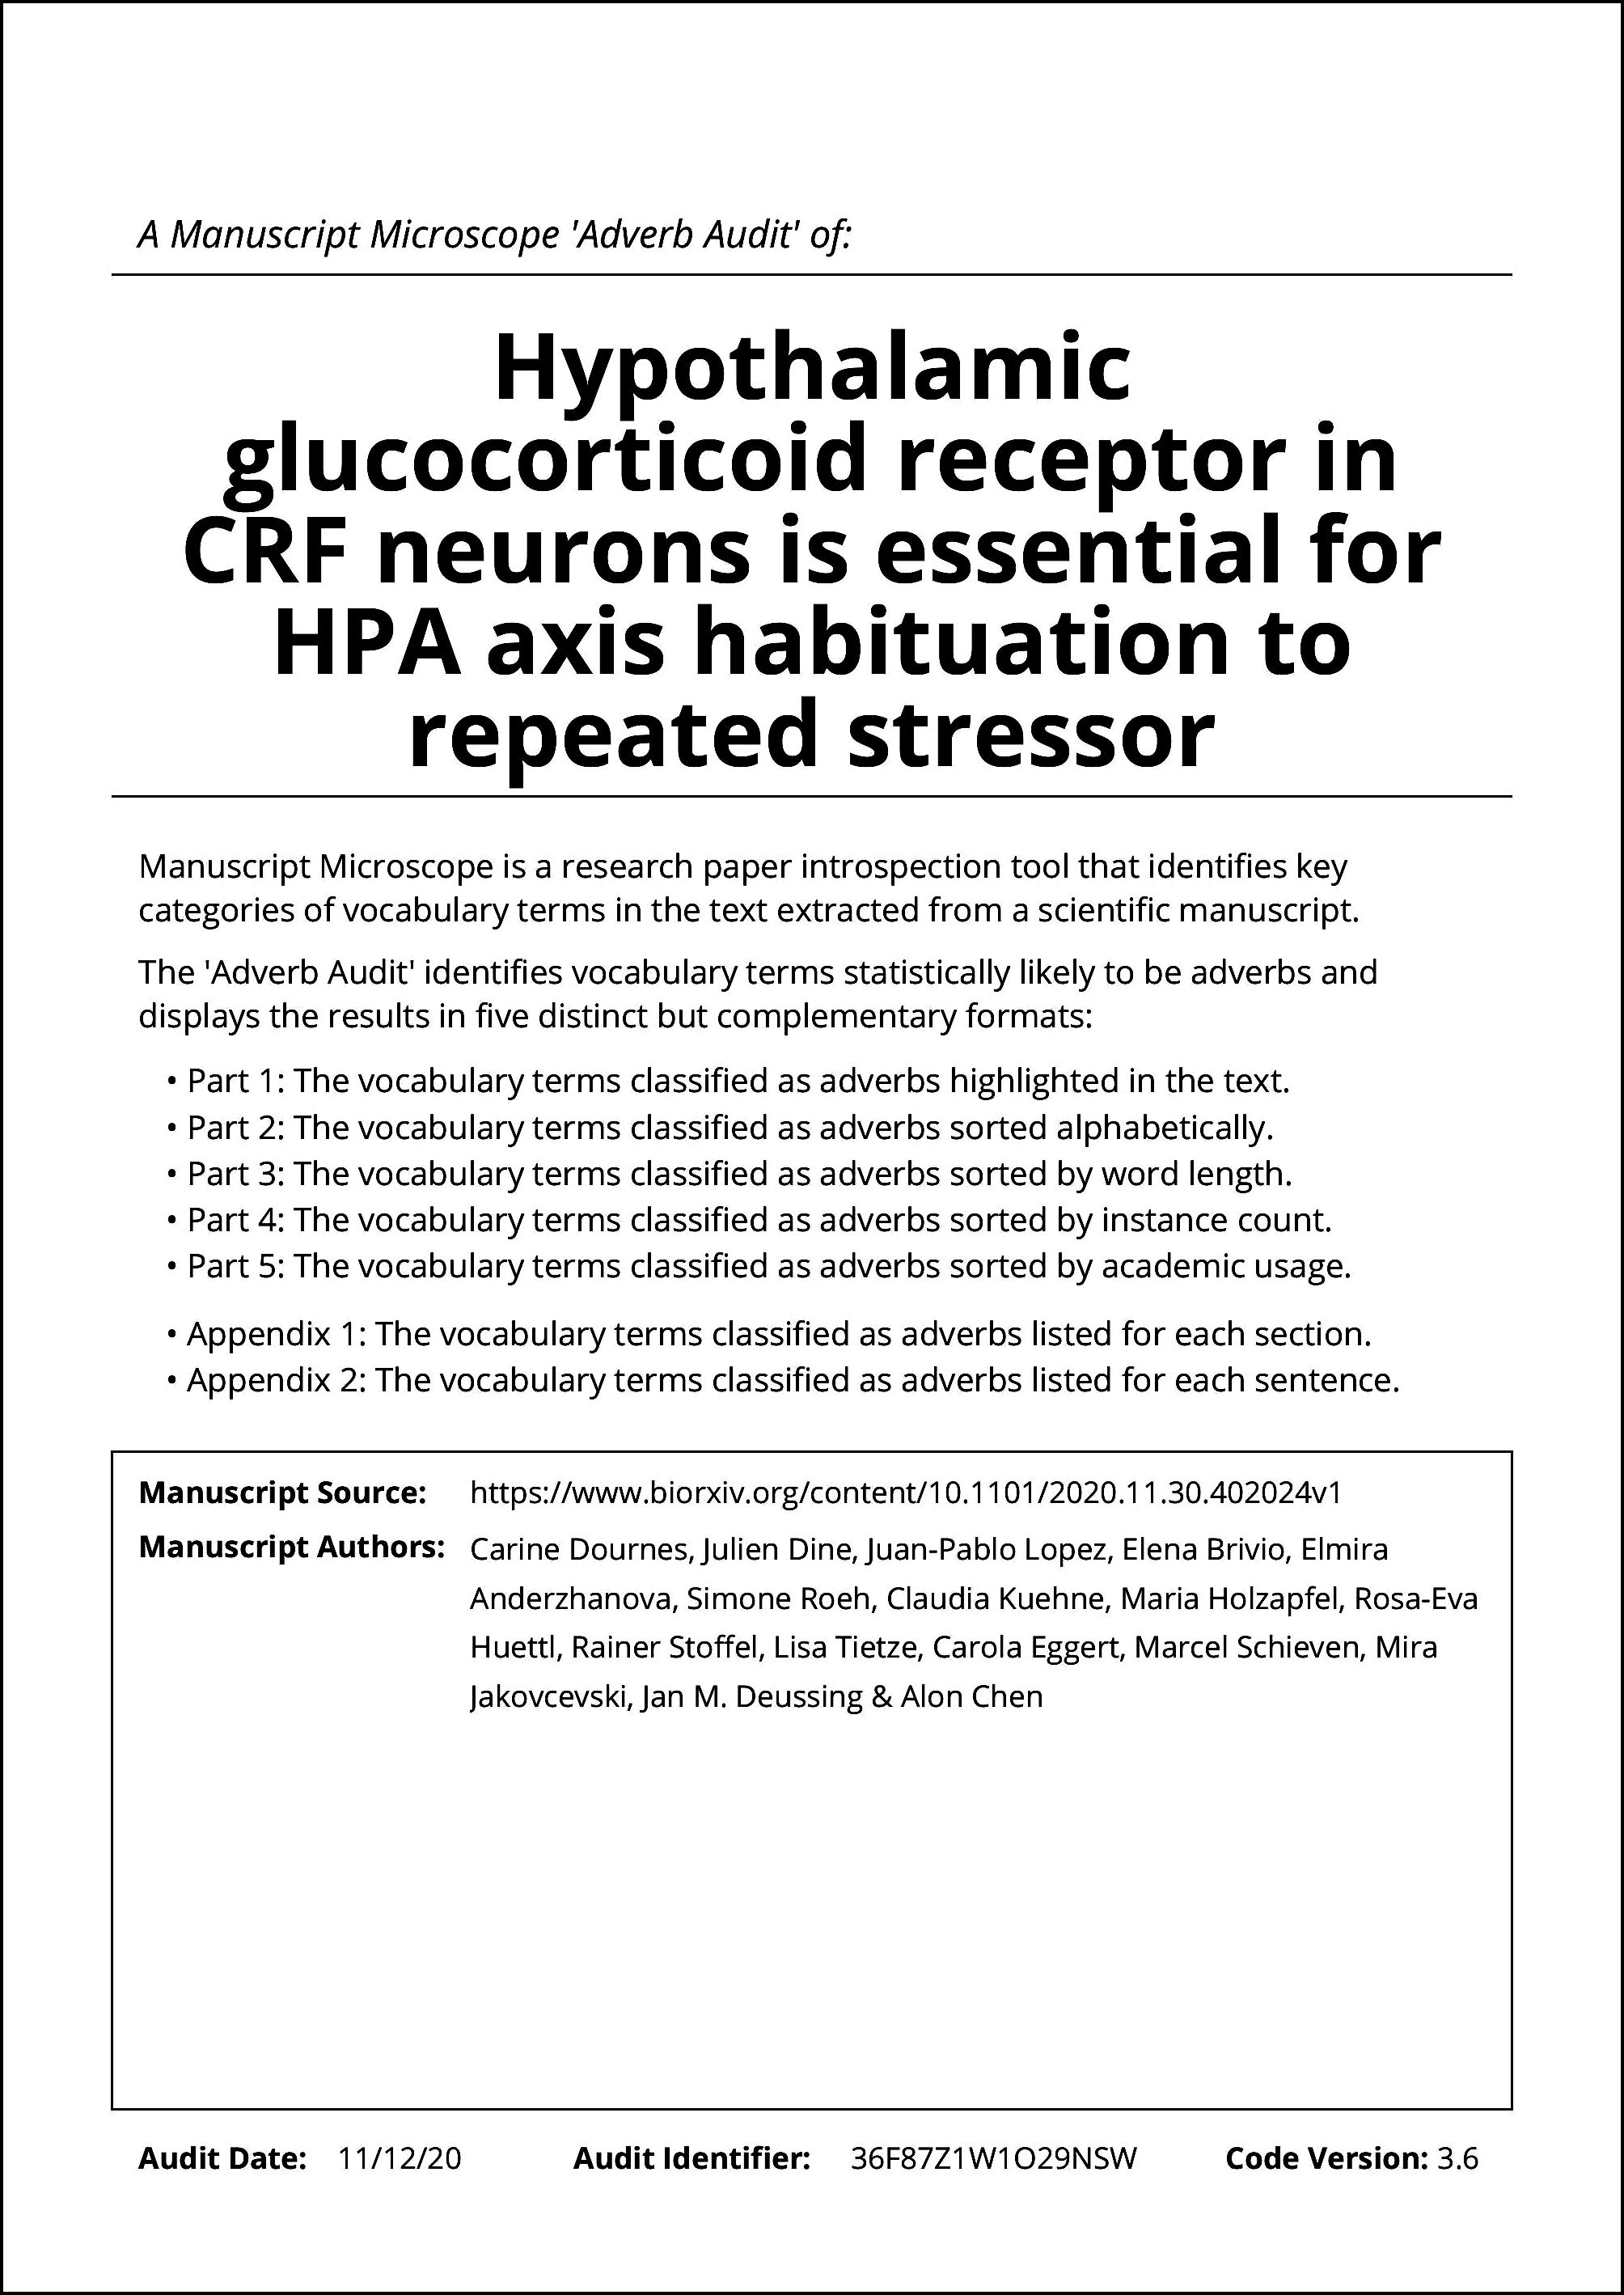 A Manuscript Microscope 'Adverb Audit' of:
Hypothalamic
glucocorticoid receptor in
CRF neurons is essential for
HPA axis habituation to
repeated stressor
Manuscript Microscope is a research paper introspection tool that identifies key
categories of vocabulary terms in the text extracted from a scientific manuscript.
The 'Adverb Audit' identifies vocabulary terms statistically likely to be adverbs and
displays the results in five distinct but complementary formats:
• Part 1: The vocabulary terms classified as adverbs highlighted in the text.
• Part 2: The vocabulary terms classified as adverbs sorted alphabetically.
• Part 3: The vocabulary terms classified as adverbs sorted by word length.
• Part 4: The vocabulary terms classified as adverbs sorted by instance count.
• Part 5: The vocabulary terms classified as adverbs sorted by academic usage.
• Appendix 1: The vocabulary terms classified as adverbs listed for each section.
• Appendix 2: The vocabulary terms classified as adverbs listed for each sentence.
Manuscript Source: https://www.biorxiv.org/content/10.1101/2020.11.30.402024v1
Manuscript Authors: Carine Dournes, Julien Dine, Juan-Pablo Lopez, Elena Brivio, Elmira
Anderzhanova, Simone Roeh, Claudia Kuehne, Maria Holzapfel, Rosa-Eva
Huettl, Rainer Stoffel, Lisa Tietze, Carola Eggert, Marcel Schieven, Mira
Jakovcevski, Jan M. Deussing & Alon Chen
Audit Date: 11/12/20 Audit Identifier: 36F87Z1W1O29NSW Code Version: 3.6